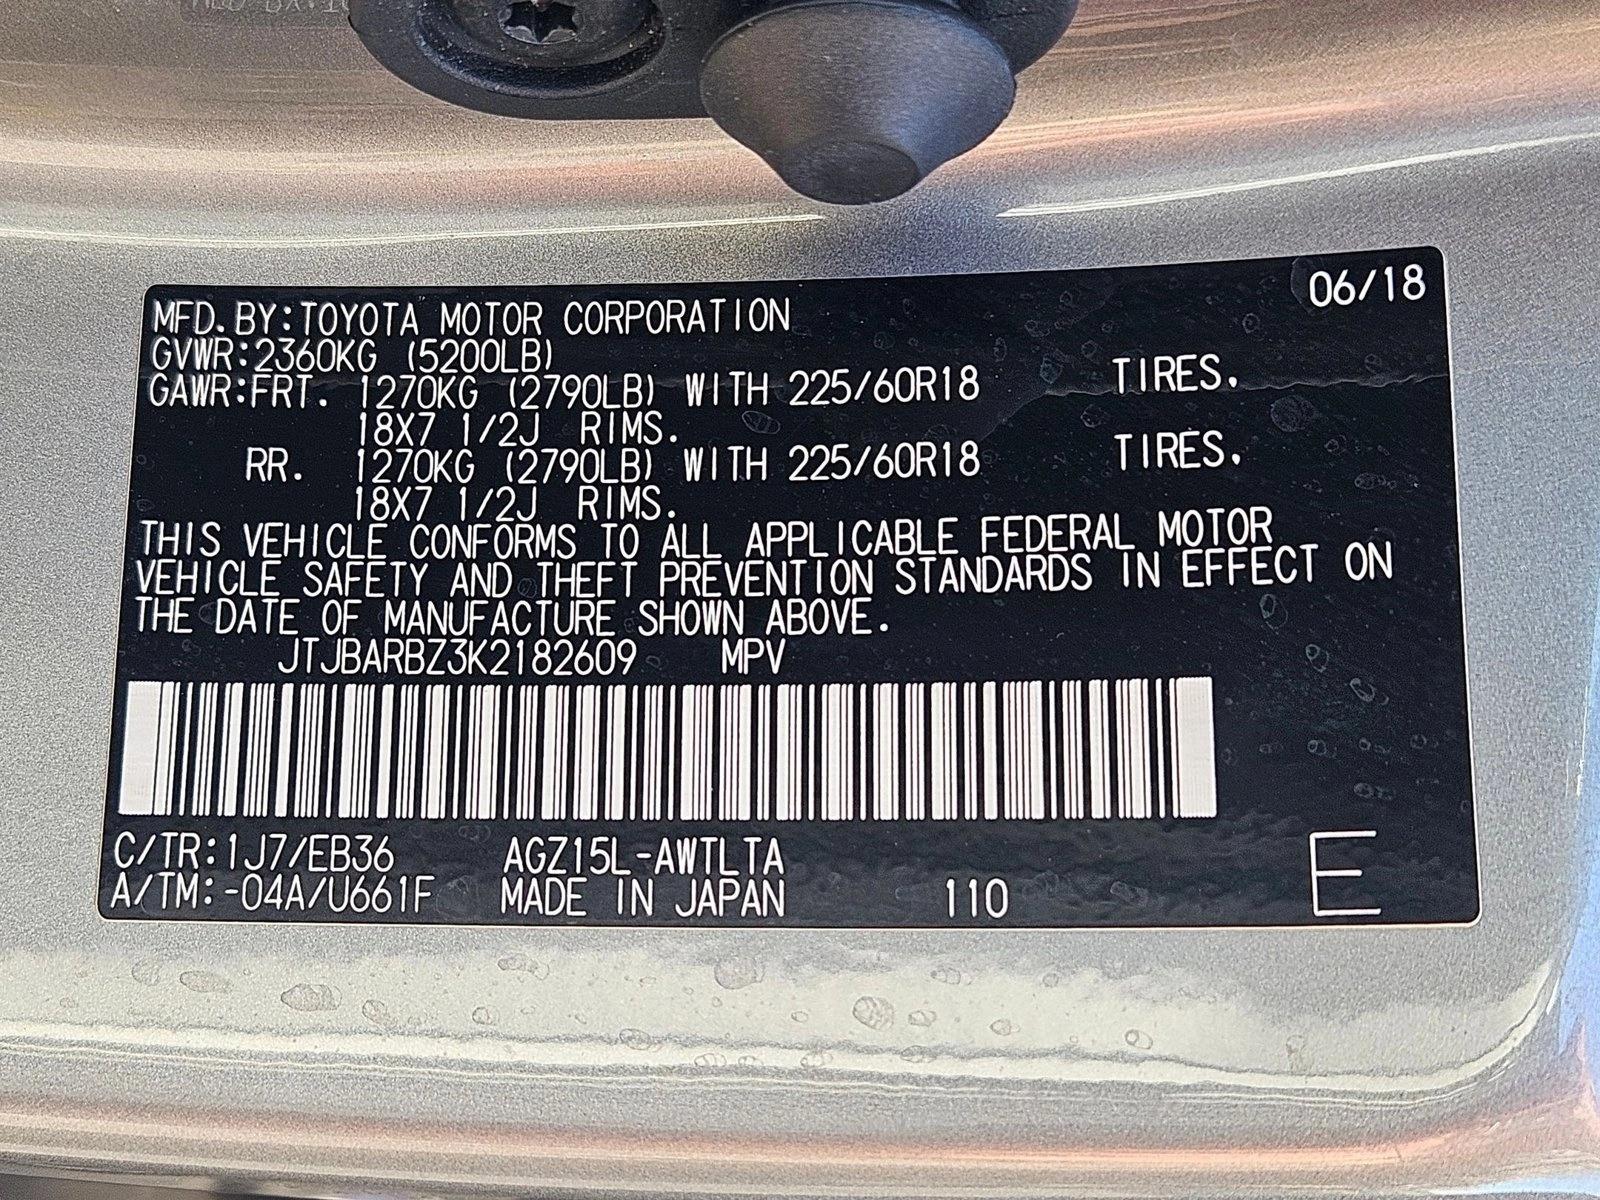 06/18
MFD.BY:TOYOTA MOTOR CORPORATION
GVWR:2360KG (5200LB)
GAWR:FRT. 1270KG (2790LB) WITH 225/60R18 TIRES.
18X7 1/2J RIMS.
RR. 1270KG (2790LB) WITH 225/60R18 TIRES.
18X7 1/2J RIMS.
THIS VEHICLE CONFORMS TO ALL APPLICABLE FEDERAL MOTOR
VEHICLE SAFETY AND THEFT PREVENTION STANDARDS IN EFFECT ON
THE DATE OF MANUFACTURE SHOWN ABOVE.
JTJBARBZ3K2182609 MPV
C/TR:1J7/EB36 AGZ15L-AWTLTA
A/TM:-04A/U661F MADE IN JAPAN 110 E